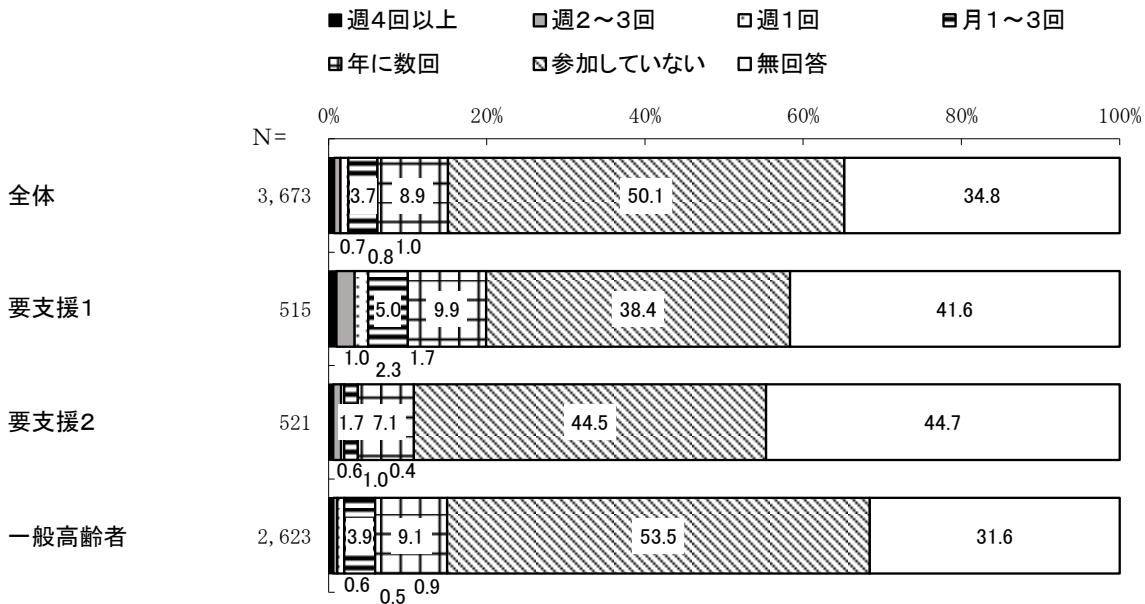 ■週4回以上 ■週2～3回 □週1回 ■月1～3回
■年に数回 ■参加していない □無回答
0% 20% 40% 60% 80% 100%
N=
全体 3,673 3.7 8.9 50.1 34.8
0.7 0.8 1.0
要支援1 515 5.0 9.9 38.4 41.6
1.0 2.3 1.7
要支援2 521 1.7 7.1 44.5 44.7
0.6 1.0 0.4
一般高齢者 2,623 3.9 9.1 53.5 31.6
0.6 0.5 0.9